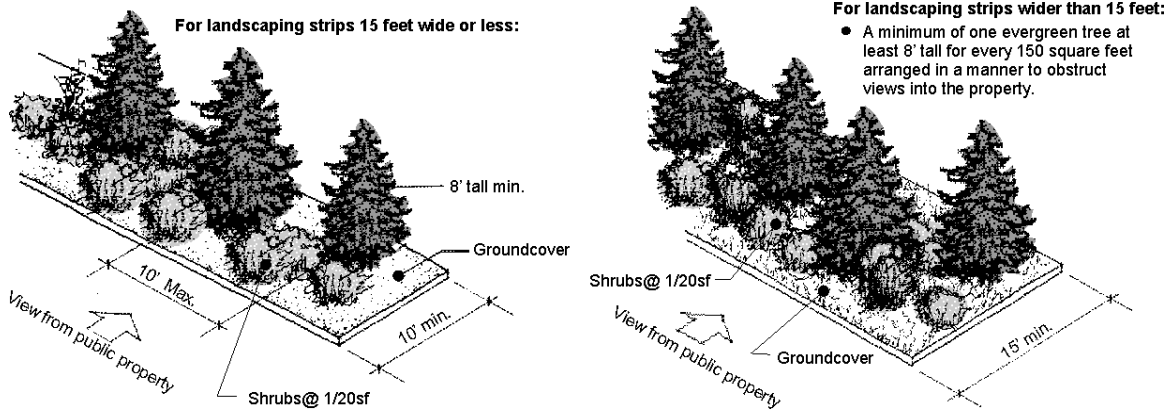 For landscaping strips 15 feet wide or less:
8' tall min.
Groundcover
10' Max.
10' min.
View from public property
Shrubs@ 1/20sf
For landscaping strips wider than 15 feet:
● A minimum of one evergreen tree at
least 8' tall for every 150 square feet
arranged in a manner to obstruct
views into the property.
Shrubs@ 1/20sf
View from public property
Groundcover
15' min.